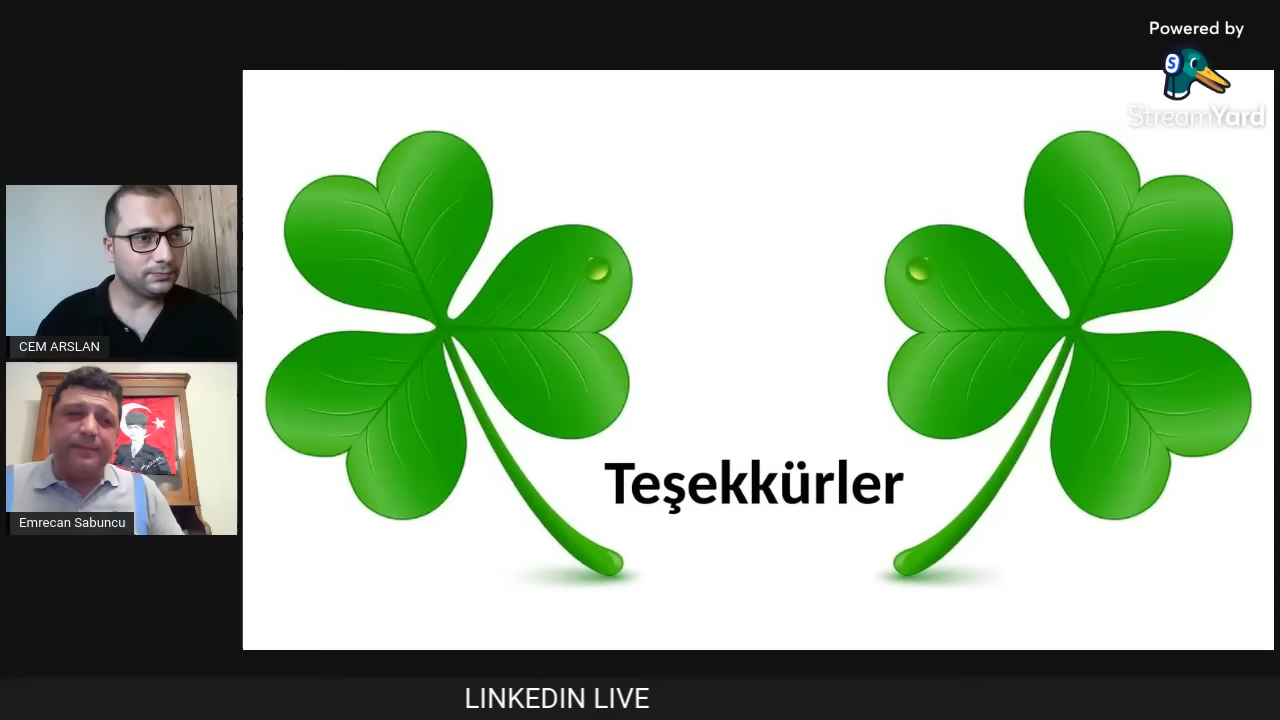 Powered by
StreamYard
CEM ARSLAN
Emrecan Sabuncu
Teşekkürler
LINKEDIN LIVE